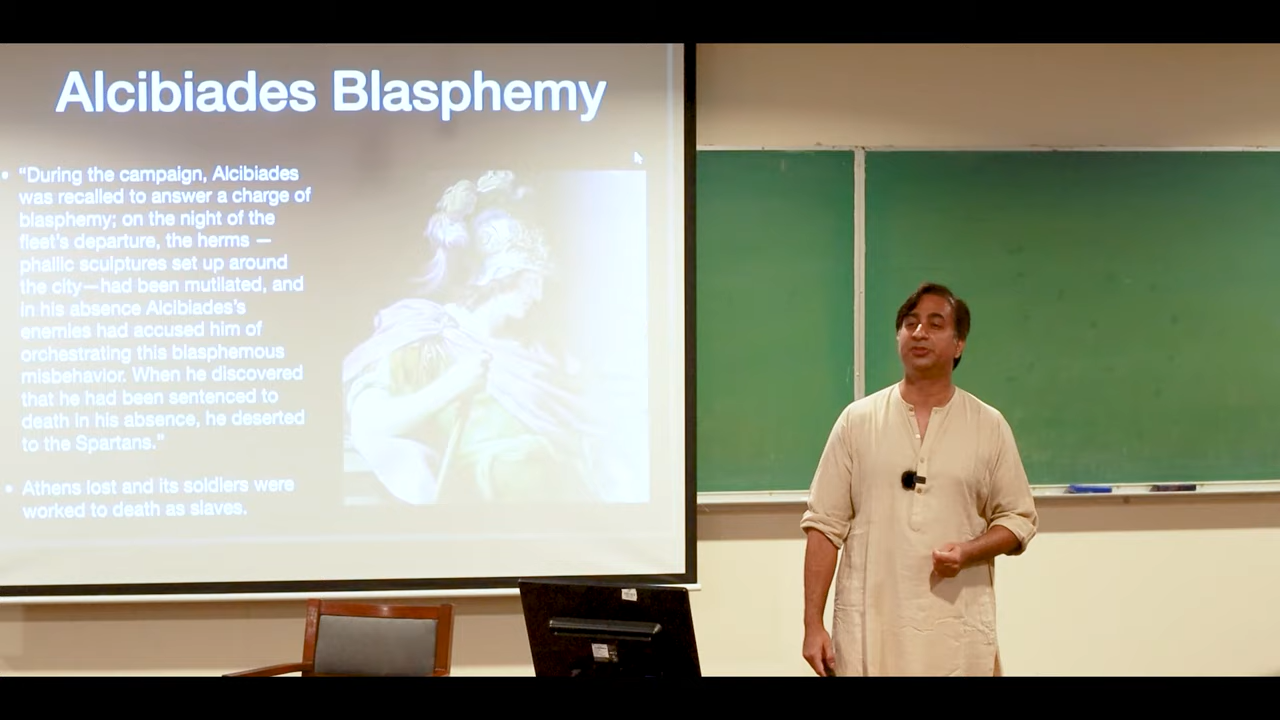 Alcibiades Blasphemy
• “During the campaign, Alcibiades
was recalled to answer a charge of
blasphemy; on the night of the
fleet’s departure, the herms —
phallic sculptures set up around
the city—had been mutilated, and
in his absence Alcibiades’s
enemies had accused him of
orchestrating this blasphemous
misbehavior. When he discovered
that he had been sentenced to
death in his absence, he deserted
to the Spartans.”
• Athens lost and its soldiers were
worked to death as slaves.